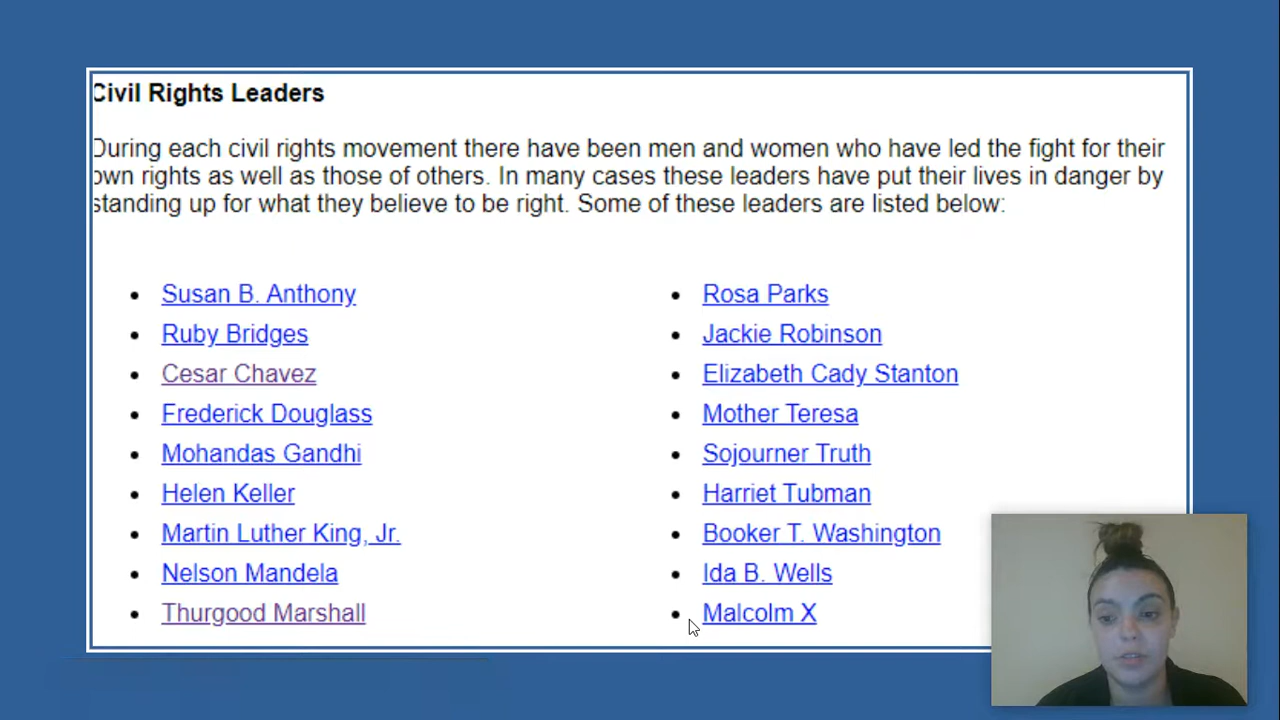 Civil Rights Leaders
During each civil rights movement there have been men and women who have led the fight for their
own rights as well as those of others. In many cases these leaders have put their lives in danger by
standing up for what they believe to be right. Some of these leaders are listed below:
Susan B. Anthony
Ruby Bridges
Cesar Chavez
Frederick Douglass
Mohandas Gandhi
Helen Keller
Martin Luther King, Jr.
Nelson Mandela
Thurgood Marshall
Rosa Parks
Jackie Robinson
Elizabeth Cady Stanton
Mother Teresa
Sojourner Truth
Harriet Tubman
Booker T. Washington
Ida B. Wells
Malcolm X